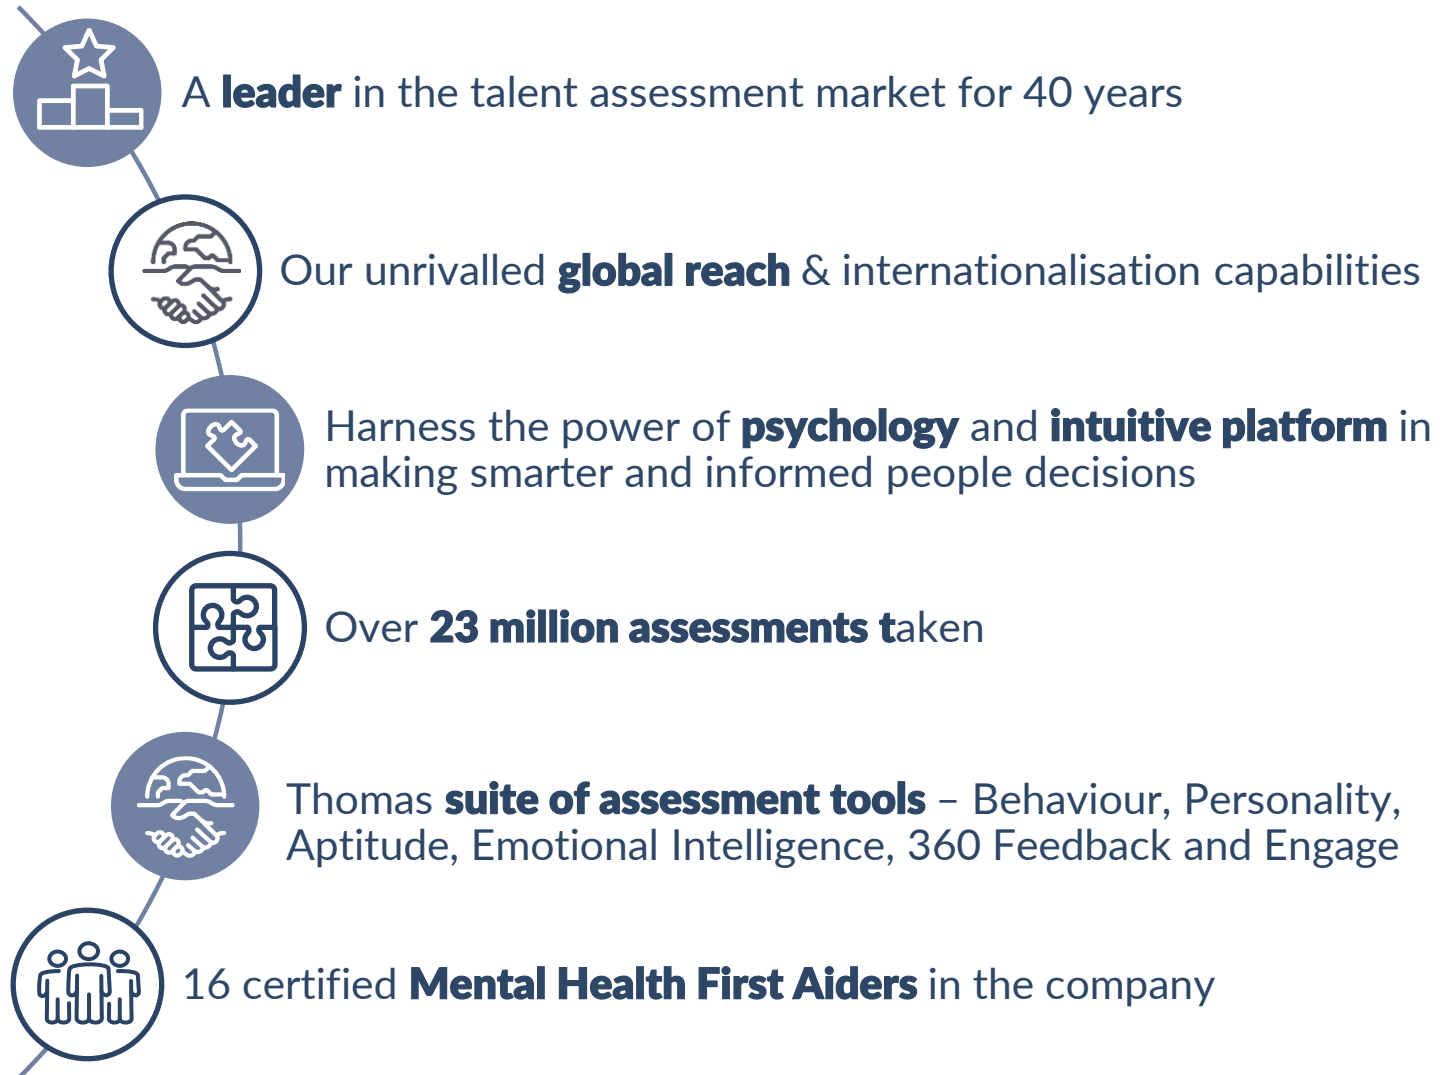 A leader in the talent assessment market for 40 years
Our unrivalled global reach & internationalisation capabilities
Harness the power of psychology and intuitive platform in
making smarter and informed people decisions
Over 23 million assessments taken
Thomas suite of assessment tools – Behaviour, Personality,
Aptitude, Emotional Intelligence, 360 Feedback and Engage
16 certified Mental Health First Aiders in the company